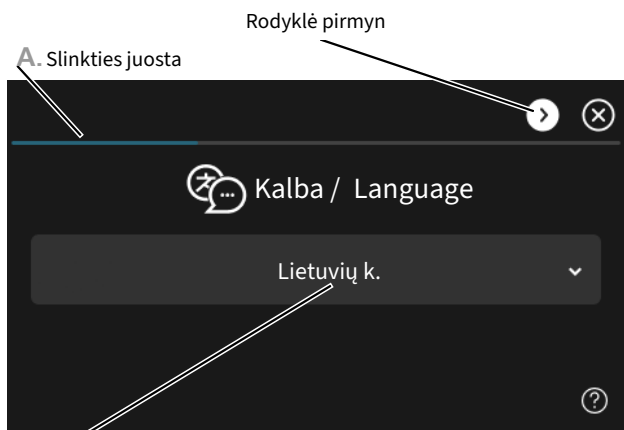 Rodyklė pirmyn
A. Slinkties juosta
Kalba / Language
Lietuvių k.